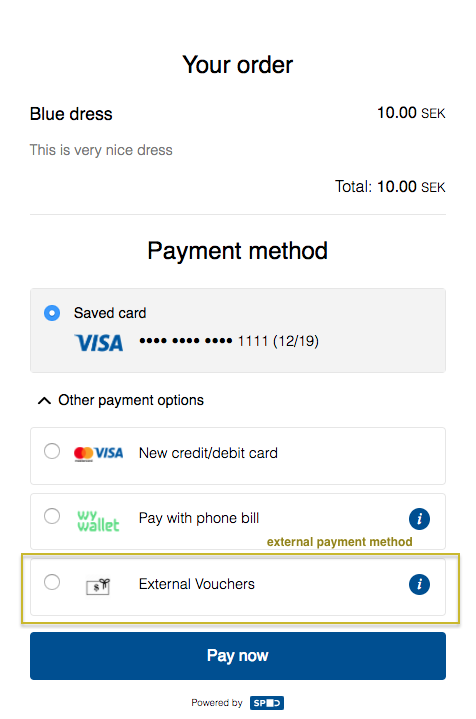 Your order
Blue dress 10.00 SEK
This is very nice dress
Total: 10.00 SEK
Payment method
Saved card
VISA •••• •••• •••• 1111 (12/19)
Other payment options
VISA New credit/debit card
wy
wallet Pay with phone bill i
external payment method
$ External Vouchers i
Pay now
Powered by